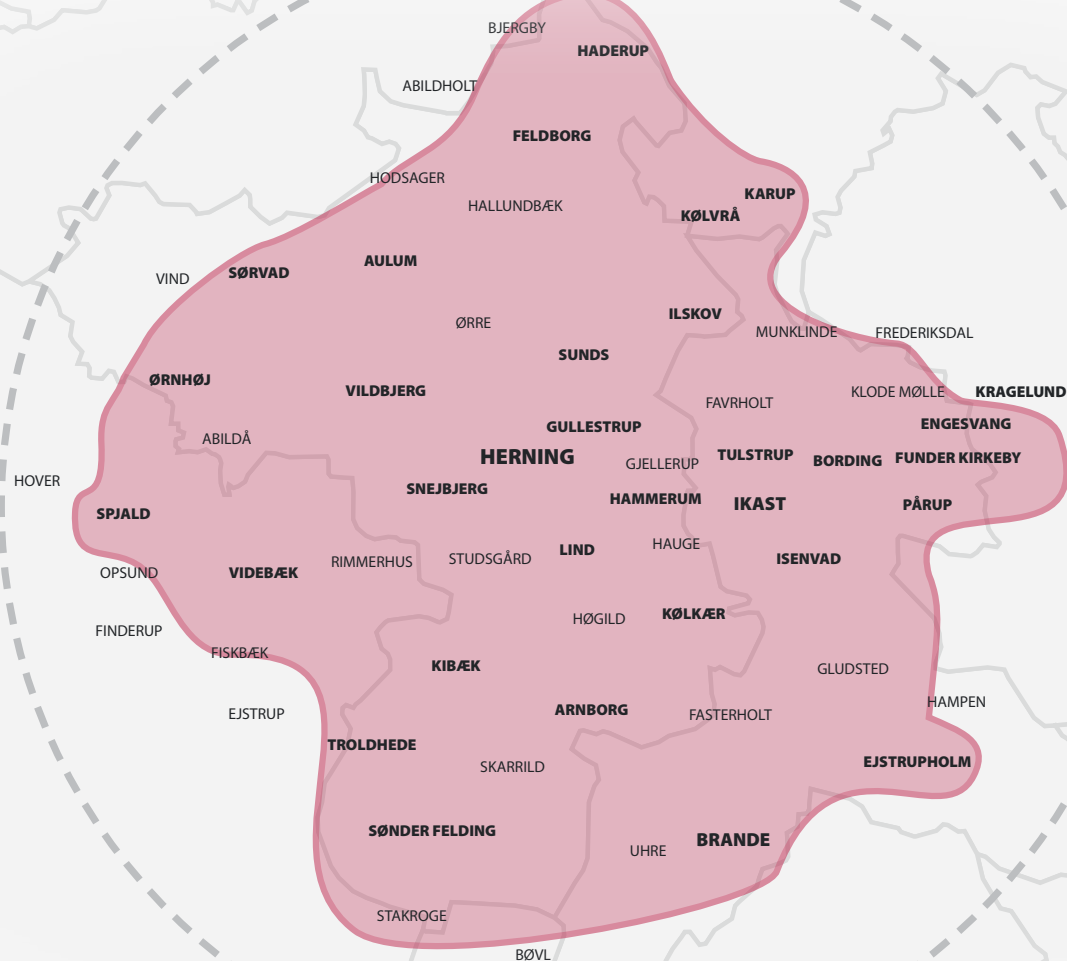 BJERGBY
HADERUP
ABILDHOLT
FELDBORG
HODSAGER
KARUP
HALLUNDBÆK
KØLVRÅ
AULUM
SØRVAD
VIND
ILSKOV
ØRRE
MUNKLINDE
FREDERIKSDAL
SUNDS
ØRNHØJ
VILDBJERG
KLODE MØLLE
KRAGELUND
FAVRHOLT
ENGESVANG
GULLESTRUP
ABILDÅ
HERNING
TULSTRUP
FUNDER KIRKEBY
BORDING
GJELLERUP
HOVER
SNEJBJERG
HAMMERUM
IKAST
PÅRUP
SPJALD
HAUGE
LIND
STUDSGÅRD
ISENVAD
RIMMERHUS
OPSUND
VIDEBÆK
KØLKÆR
HØGILD
FINDERUP
FISKBÆK
KIBÆK
GLUDSTED
HAMPEN
ARNBORG
EJSTRUP
FASTERHOLT
TROLDHEDE
EJSTRUPHOLM
SKARRILD
SØNDER FELDING
BRANDE
UHRE
STAKROGE
BØVL